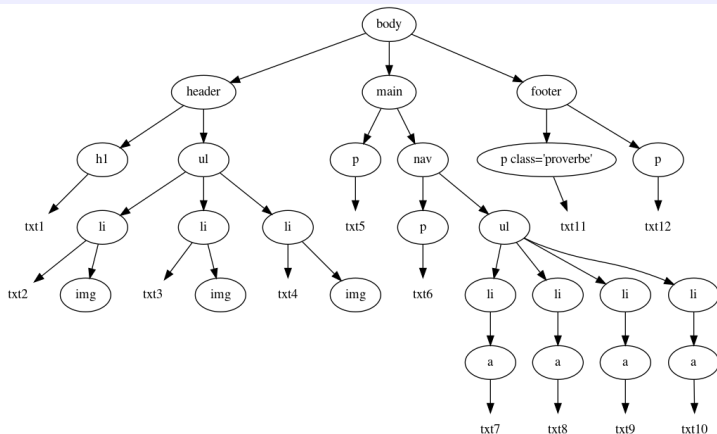 body
header main footer
h1 ul p nav p class='proverbe' p
txt1 li li li txt5 p ul txt11 txt12
txt2 img txt3 img txt4 img txt6 li li li li
a a a a
txt7 txt8 txt9 txt10